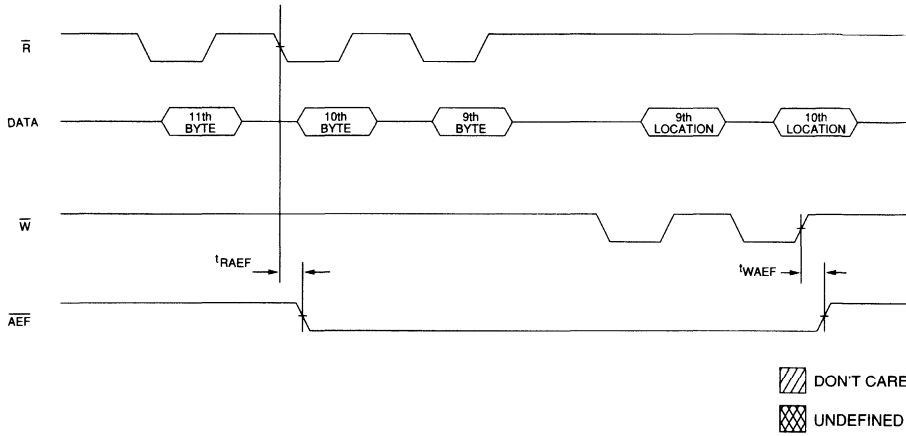 R
DATA
11th
BYTE
10th
BYTE
9th
BYTE
9th
LOCATION
10th
LOCATION
W
tRAEF
tWAEF
AEF
DON'T CARE
UNDEFINED